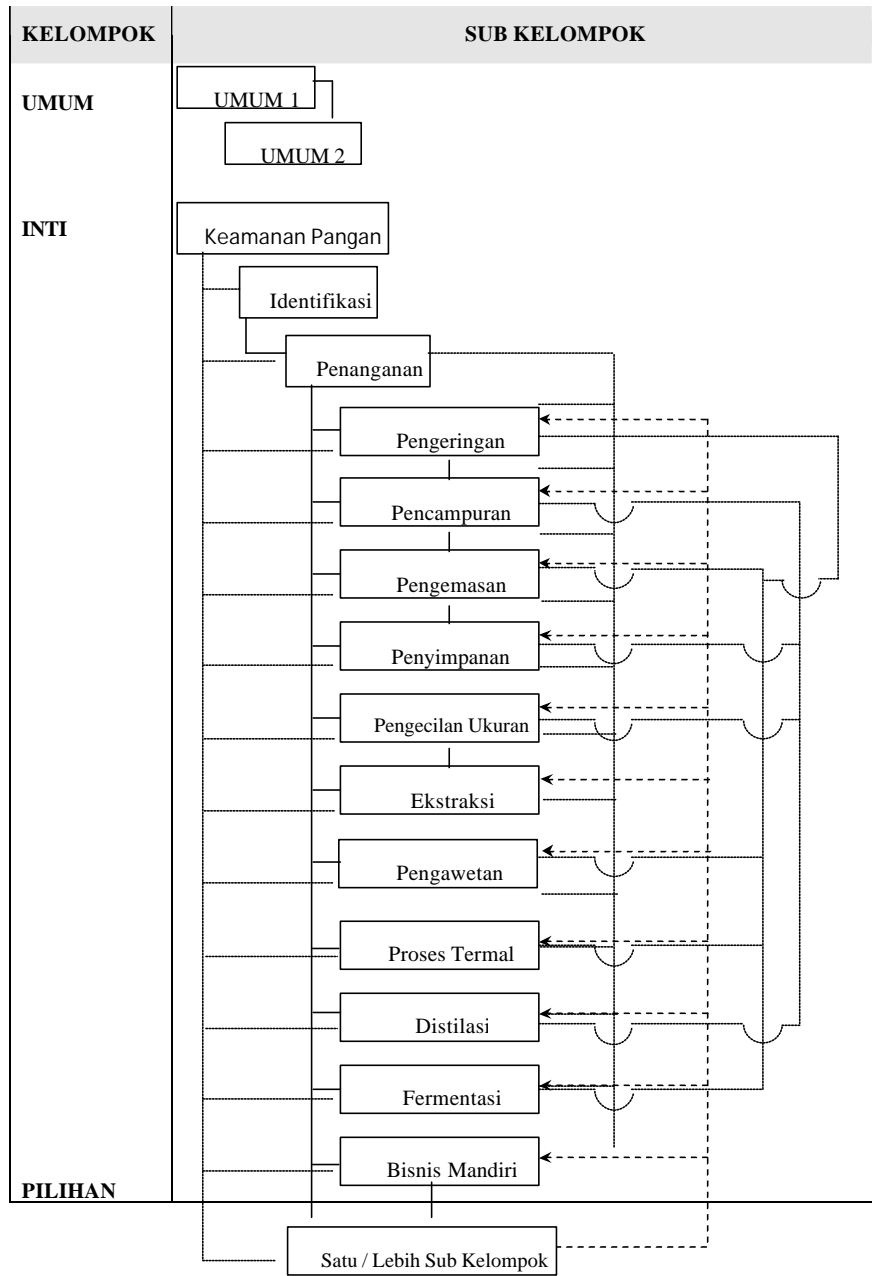 KELOMPOK SUB KELOMPOK
UMUM UMUM 1
UMUM 2
INTI Keamanan Pangan
Identifikasi
Penanganan
Pengeringan
Pencampuran
Pengemasan
Penyimpanan
Pengecilan Ukuran
Ekstraksi
Pengawetan
Proses Termal
Distilasi
Fermentasi
Bisnis Mandiri
PILIHAN
Satu / Lebih Sub Kelompok